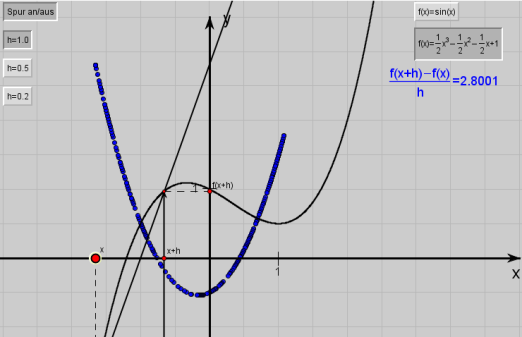 Spur an/aus
f(x)=sin(x)
y
h=1.0
f(x)=1/2x³-1/2x²-1/2x+1
h=0.5
f(x+h)-f(x)/h=2.8001
h=0.2
1
f(x+h)
x
x+h
1
x